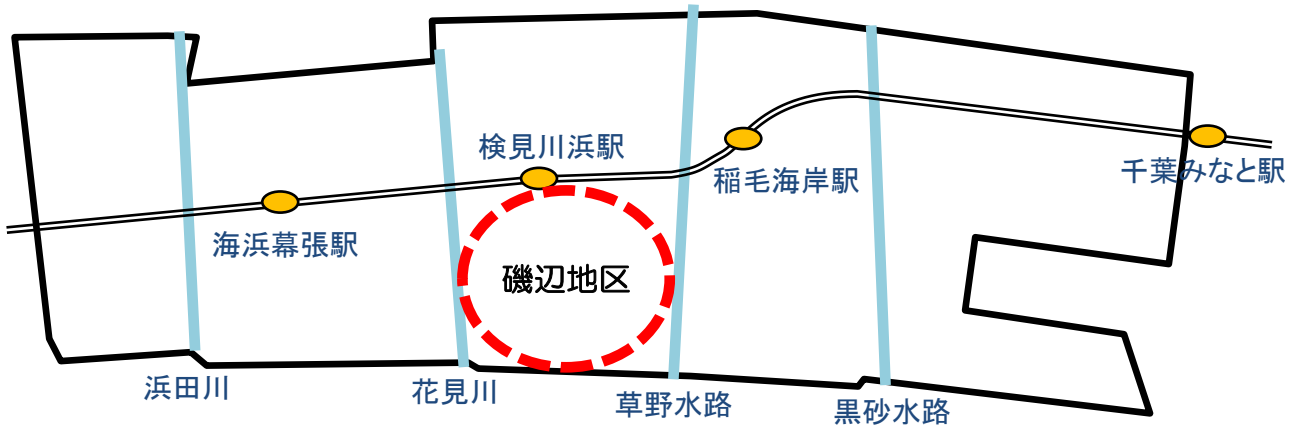 検見川浜駅
稲毛海岸駅
千葉みなと駅
海浜幕張駅
磯辺地区
浜田川
花見川
草野水路
黒砂水路